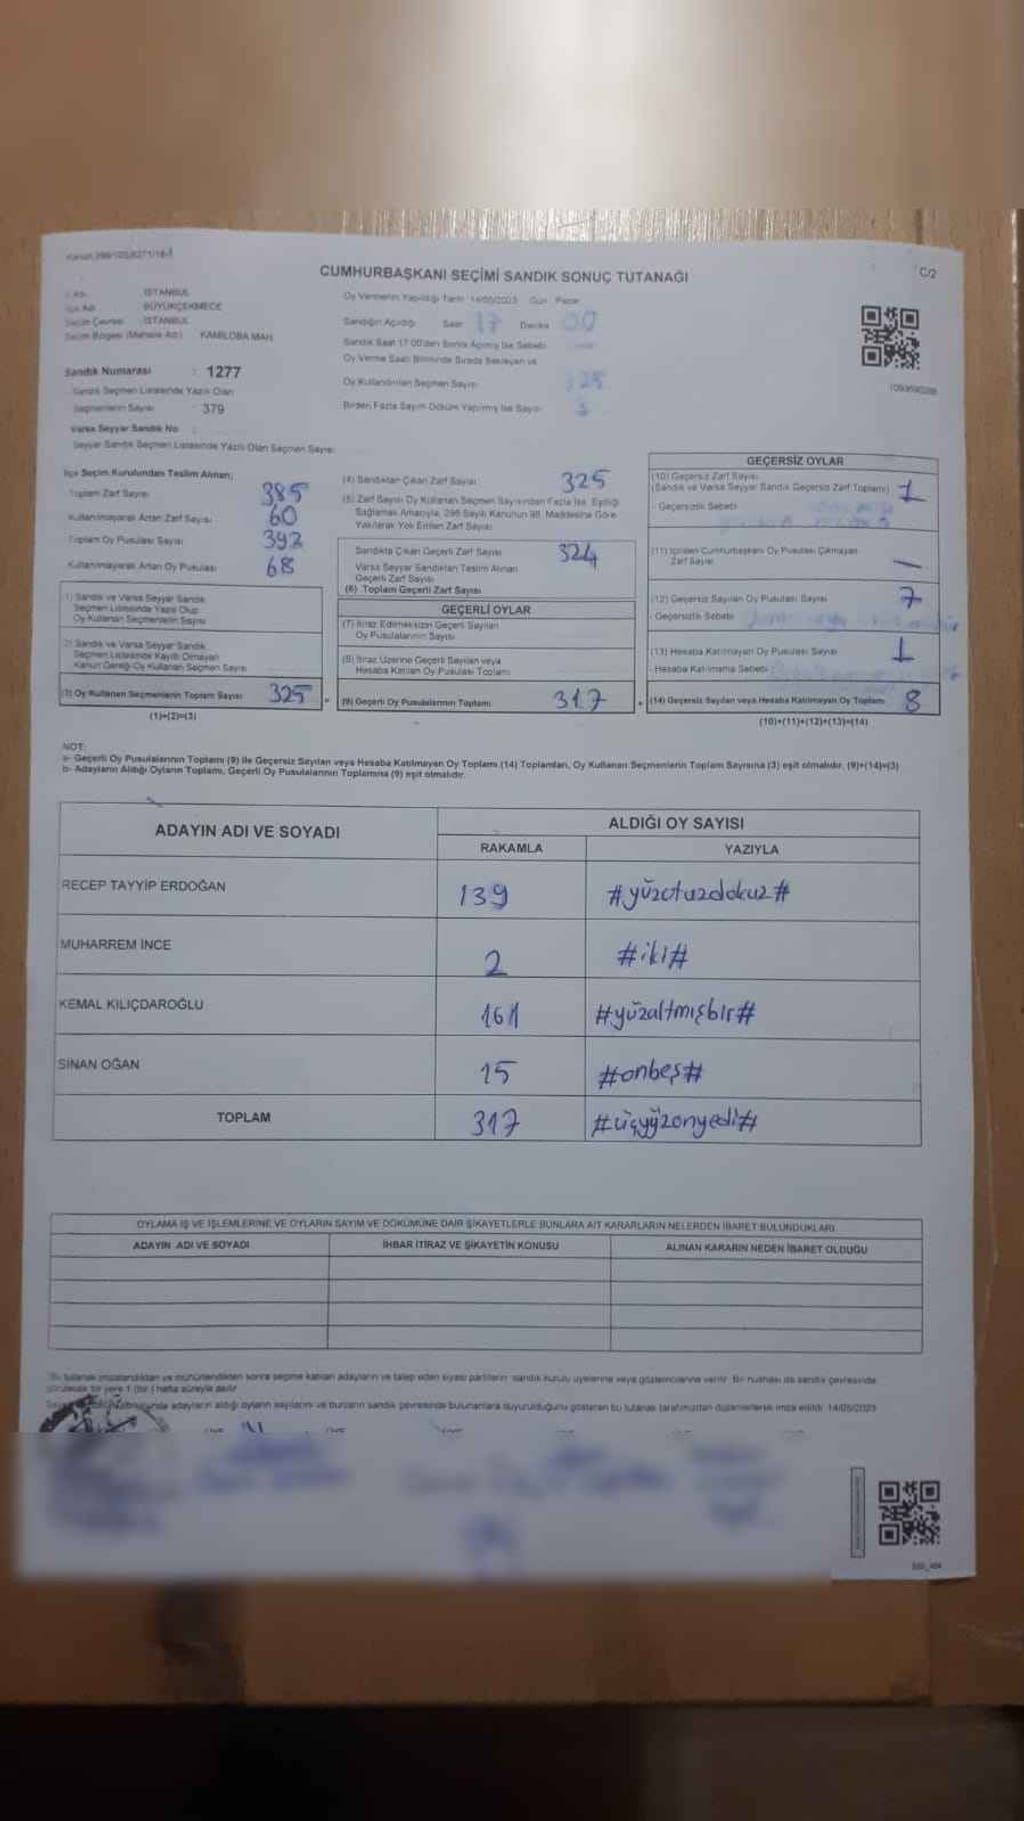 CUMHURBAŞKANI SEÇİMİ SANDIK SONUÇ TUTANAĞI
C/2
İSTANBUL
BÜYÜKÇEKMECE
Seçim Çevresi İSTANBUL
Seçim Bölgesi (Mahalle Adı) KAMİLOBA MAH
Sandık Numarası : 1277
Sandık Seçmen Listesinde Yazılı Olan
Seçmenlerin Sayısı 379
Varsa Seyyar Sandık No :
Seyyar Sandık Seçmen Listesinde Yazılı Olan Seçmen Sayısı
Oy Vermenin Yapıldığı Tarih 14/05/2023 Gün Pazar
Sandığın Açıldığı Saat 17 Dakika 00
Sandık Saat 17:00'den Sonra Açılmış İse Sebebi
Oy Verme Saati Bitiminde Sırada Bekleyen ve
Oy Kullandırılan Seçmen Sayısı
Birden Fazla Sayım Döküm Yapılmış İse Sayısı
İlçe Seçim Kurulundan Teslim Alınan;
Toplam Zarf Sayısı 385
Kullanılmayarak Artan Zarf Sayısı 60
Toplam Oy Pusulası Sayısı 392
Kullanılmayarak Artan Oy Pusulası 68
(1) Sandık ve Varsa Seyyar Sandık
Seçmen Listesinde Yazılı Olup
Oy Kullanan Seçmenlerin Sayısı
(2) Sandık ve Varsa Seyyar Sandık
Seçmen Listesinde Kayıtlı Olmayan
Kanun Gereği Oy Kullanan Seçmen Sayısı
(3) Oy Kullanan Seçmenlerin Toplam Sayısı 325
(1)+(2)=(3)
(4) Sandıktan Çıkan Zarf Sayısı 325
(5) Zarf Sayısı Oy Kullanan Seçmen Sayısından Fazla İse, Eşitliği
Sağlamak Amacıyla, 298 Sayılı Kanunun 98. Maddesine Göre
Yakılarak Yok Edilen Zarf Sayısı
Sandıkta Çıkan Geçerli Zarf Sayısı 324
Varsa Seyyar Sandıktan Teslim Alınan
Geçerli Zarf Sayısı
(6) Toplam Geçerli Zarf Sayısı
GEÇERLİ OYLAR
(7) İtiraz Edilmeksizin Geçerli Sayılan
Oy Pusulalarının Sayısı
(8) İtiraz Üzerine Geçerli Sayılan veya
Hesaba Katılan Oy Pusulası Toplamı
(9) Geçerli Oy Pusulalarının Toplamı 317
GEÇERSİZ OYLAR
(10) Geçersiz Zarf Sayısı
(Sandık ve Varsa Seyyar Sandık Geçersiz Zarf Toplamı) 1
- Geçersizlik Sebebi
(11) İçinden Cumhurbaşkanı Oy Pusulası Çıkmayan
Zarf Sayısı —
(12) Geçersiz Sayılan Oy Pusulası Sayısı 7
- Geçersizlik Sebebi
(13) Hesaba Katılmayan Oy Pusulası Sayısı 1
- Hesaba Katılmama Sebebi
(14) Geçersiz Sayılan veya Hesaba Katılmayan Oy Toplamı 8
(10)+(11)+(12)+(13)=(14)
NOT:
a- Geçerli Oy Pusulalarının Toplamı (9) ile Geçersiz Sayılan veya Hesaba Katılmayan Oy Toplamı (14) Toplamları, Oy Kullanan Seçmenlerin Toplam Sayısına (3) eşit olmalıdır. (9)+(14)=(3)
b- Adayların Aldığı Oyların Toplamı, Geçerli Oy Pusulalarının Toplamına (9) eşit olmalıdır.
ADAYIN ADI VE SOYADI ALDIĞI OY SAYISI
RAKAMLA YAZIYLA
RECEP TAYYİP ERDOĞAN 139 #yüzotuzdokuz#
MUHARREM İNCE 2 #iki#
KEMAL KILIÇDAROĞLU 161 #yüzaltmışbir#
SİNAN OĞAN 15 #onbeş#
TOPLAM 317 #üçyüzonyedi#
OYLAMA İŞ VE İŞLEMLERİNE VE OYLARIN SAYIM VE DÖKÜMÜNE DAİR ŞİKAYETLERLE BUNLARA AİT KARARLARIN NELERDEN İBARET BULUNDUKLARI
ADAYIN ADI VE SOYADI İHBAR İTİRAZ VE ŞİKAYETİN KONUSU ALINAN KARARIN NEDEN İBARET OLDUĞU
Bu tutanak imzalandıktan ve mühürlendikten sonra seçime katılan adayların ve talep eden siyasi partilerin sandık kurulu üyelerine veya gözlemcilerine verilir. Bir nüshası da sandık çevresinde
görülecek bir yere 1 (bir) hafta süreyle asılır
adayların aldığı oyların sayılarını ve bunların sandık çevresinde bulunanlara duyurulduğunu gösteren bu tutanak tarafımızdan düzenlenerek imza edildi. 14/05/2023